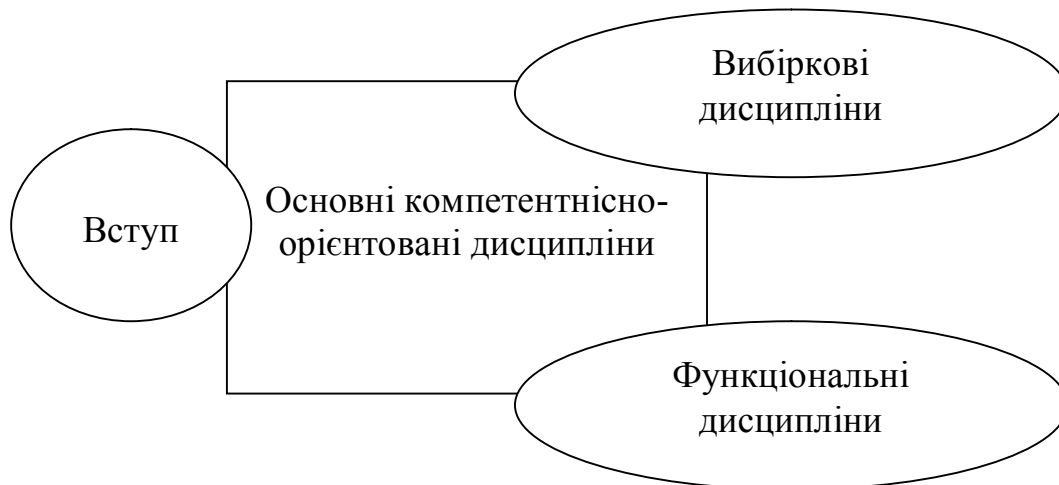 Вибіркові
дисципліни
Основні компетентнісно-
орієнтовані дисципліни
Вступ
Функціональні
дисципліни